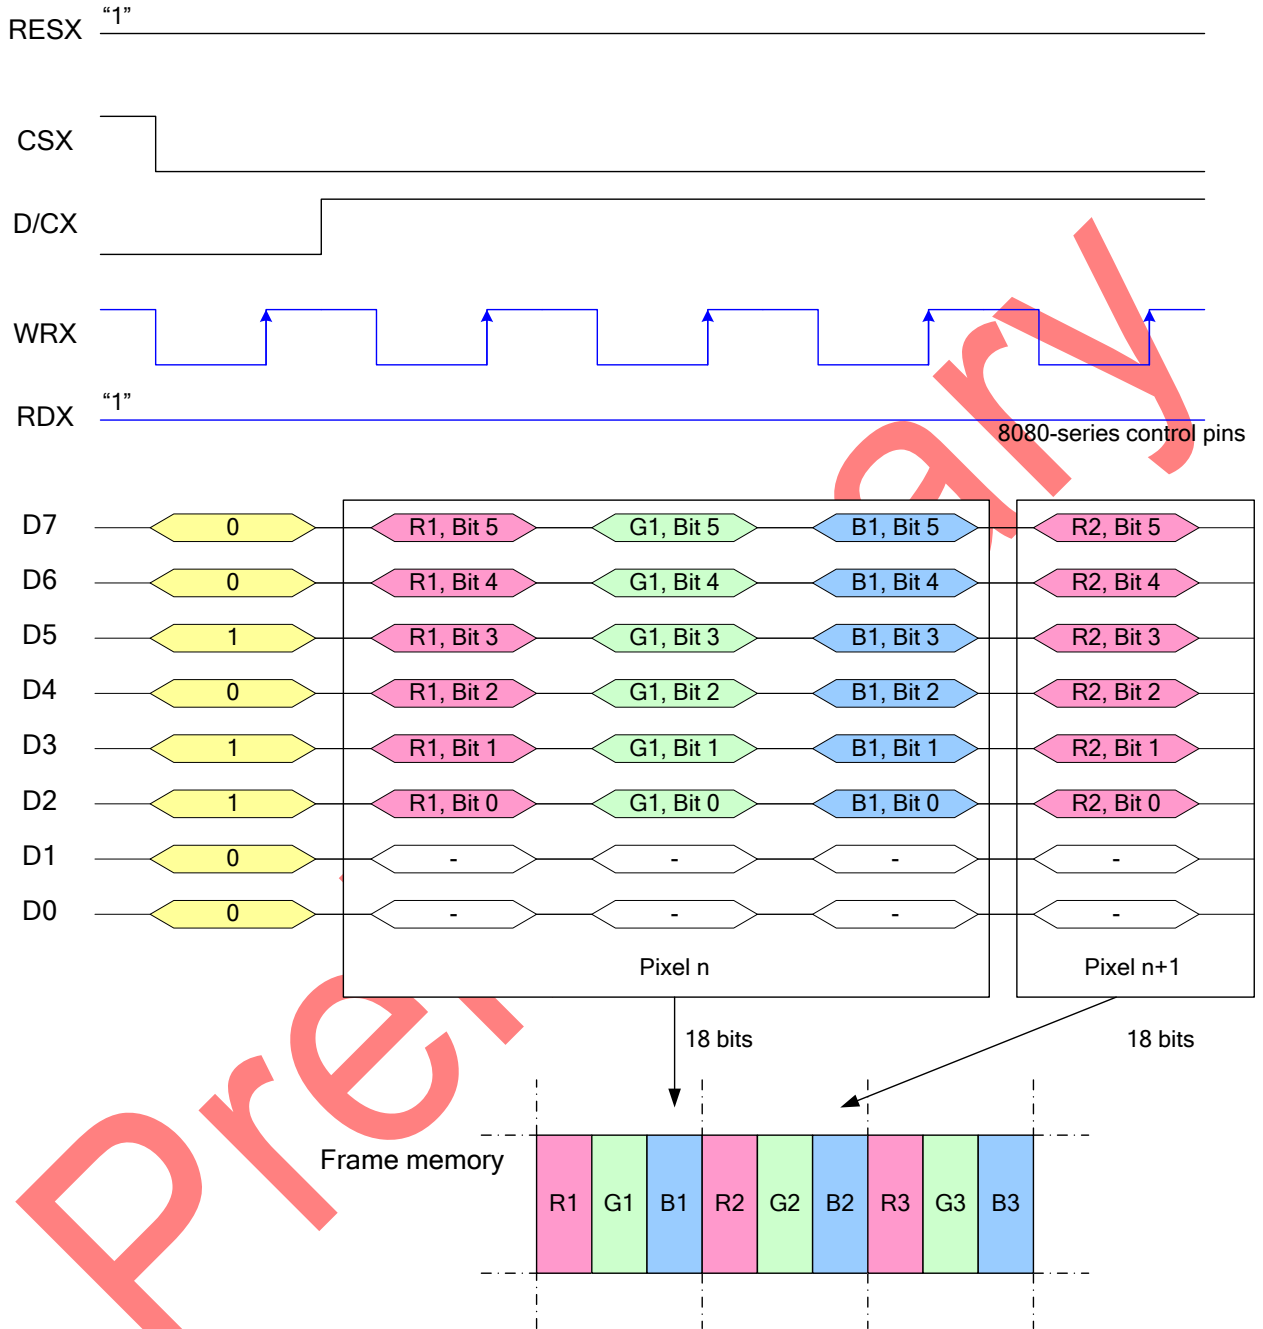 RESX "1"
CSX
D/CX
WRX
RDX "1"
8080-series control pins
D7 0 R1, Bit 5 G1, Bit 5 B1, Bit 5 R2, Bit 5
D6 0 R1, Bit 4 G1, Bit 4 B1, Bit 4 R2, Bit 4
D5 1 R1, Bit 3 G1, Bit 3 B1, Bit 3 R2, Bit 3
D4 0 R1, Bit 2 G1, Bit 2 B1, Bit 2 R2, Bit 2
D3 1 R1, Bit 1 G1, Bit 1 B1, Bit 1 R2, Bit 1
D2 1 R1, Bit 0 G1, Bit 0 B1, Bit 0 R2, Bit 0
D1 0 - - - -
D0 0 - - - -
Pixel n Pixel n+1
18 bits 18 bits
Frame memory
R1 G1 B1 R2 G2 B2 R3 G3 B3